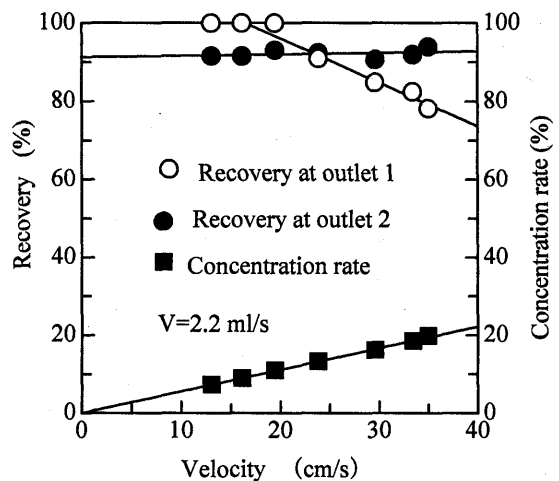 100
80
60
40
20
0
Recovery (%)
100
80
60
40
20
0
Concentration rate (%)
Recovery at outlet 1
Recovery at outlet 2
Concentration rate
V=2.2 ml/s
0 10 20 30 40
Velocity (cm/s)